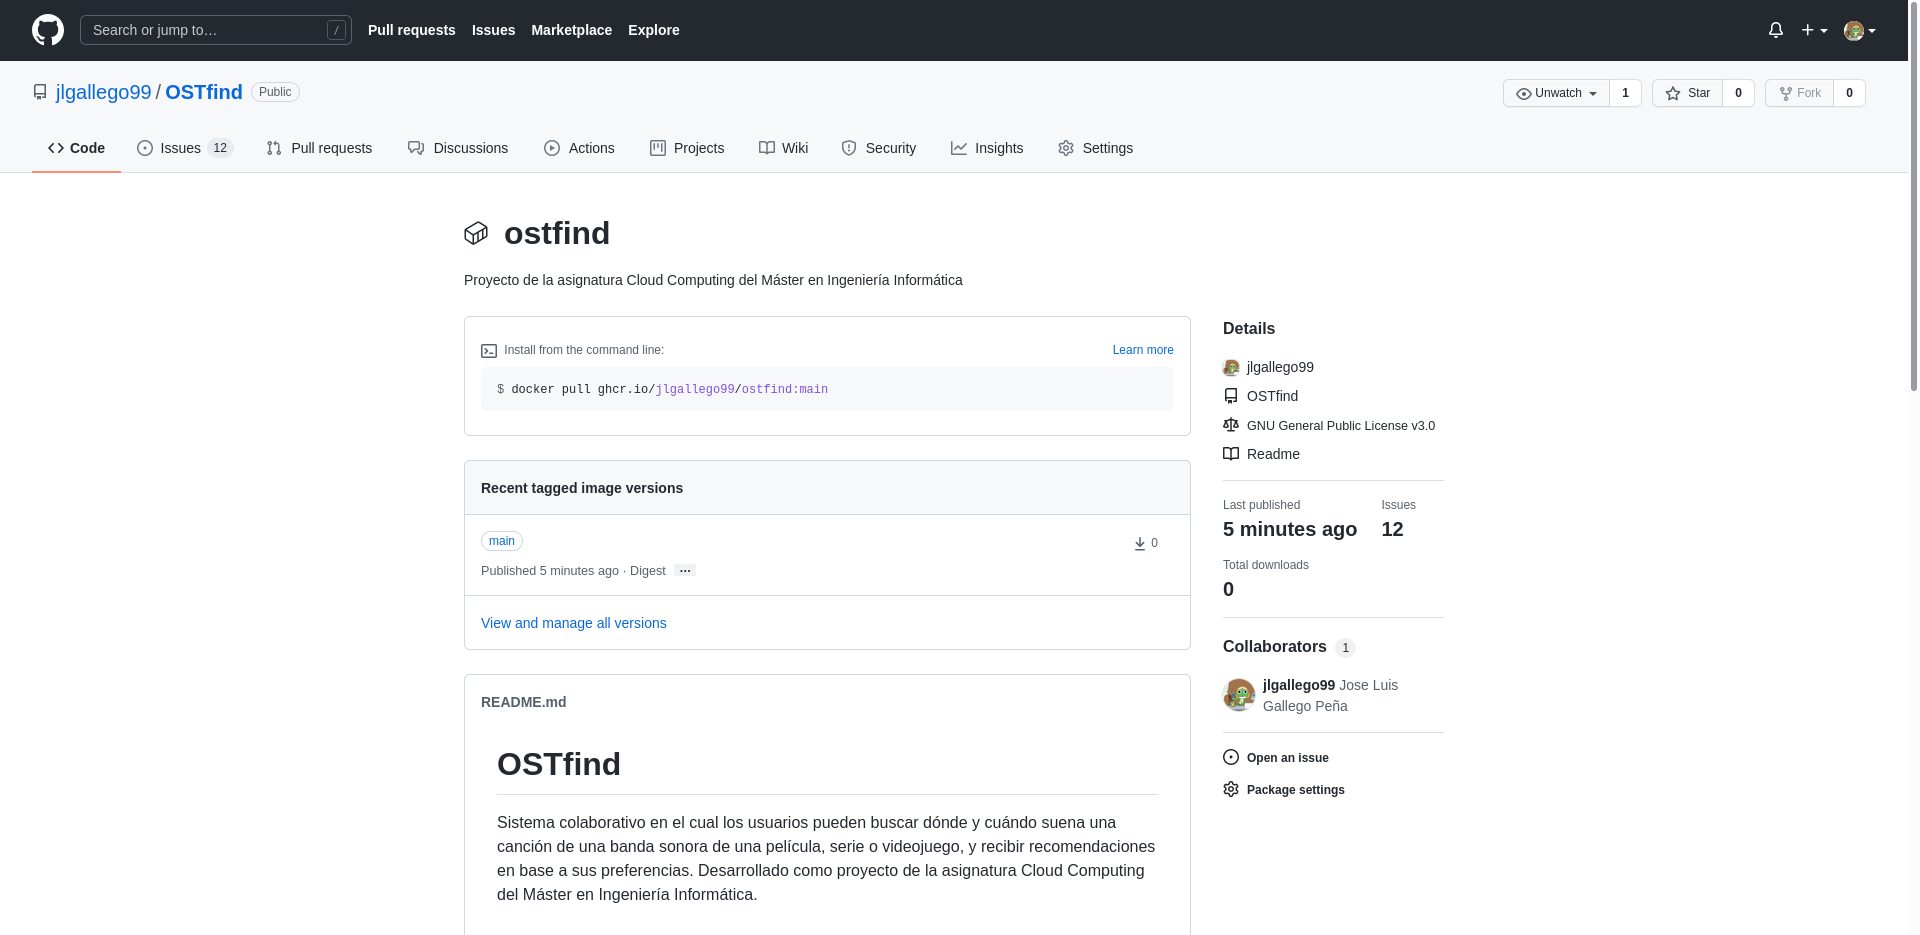 Search or jump to… /
Pull requests Issues Marketplace Explore
jlgallego99 / OSTfind Public
Unwatch 1 Star 0 Fork 0
Code Issues 12 Pull requests Discussions Actions Projects Wiki Security Insights Settings
ostfind
Proyecto de la asignatura Cloud Computing del Máster en Ingeniería Informática
Install from the command line: Learn more
$ docker pull ghcr.io/jlgallego99/ostfind:main
Recent tagged image versions
main
0
Published 5 minutes ago · Digest …
View and manage all versions
README.md
OSTfind
Sistema colaborativo en el cual los usuarios pueden buscar dónde y cuándo suena una
canción de una banda sonora de una película, serie o videojuego, y recibir recomendaciones
en base a sus preferencias. Desarrollado como proyecto de la asignatura Cloud Computing
del Máster en Ingeniería Informática.
Details
jlgallego99
OSTfind
GNU General Public License v3.0
Readme
Last published Issues
5 minutes ago 12
Total downloads
0
Collaborators 1
jlgallego99 Jose Luis
Gallego Peña
Open an issue
Package settings